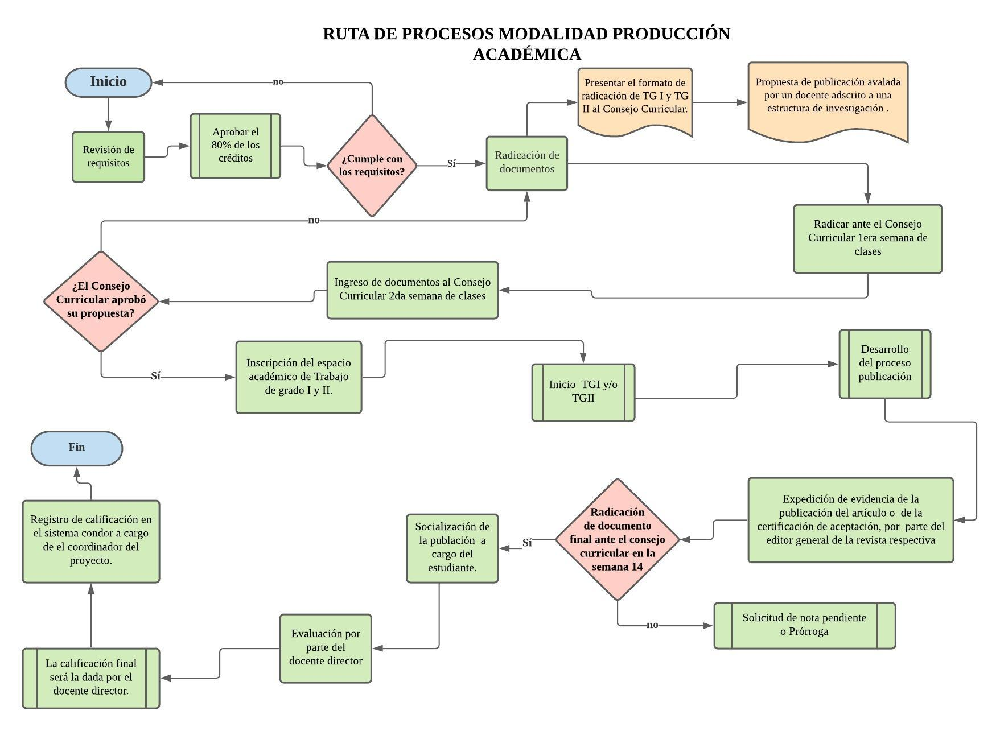 RUTA DE PROCESOS MODALIDAD PRODUCCIÓN
ACADÉMICA
Inicio
no
Revisión de
requisitos
Aprobar el
80% de los
créditos
¿Cumple con
los requisitos?
Sí
Radicación de
documentos
Presentar el formato de
radicación de TG I y TG
II al Consejo Curricular.
Propuesta de publicación avalada
por un docente adscrito a una
estructura de investigación .
Radicar ante el Consejo
Curricular 1era semana de
clases
Ingreso de documentos al Consejo
Curricular 2da semana de clases
no
¿El Consejo
Curricular aprobó
su propuesta?
Sí
Inscripción del espacio
académico de Trabajo
de grado I y II.
Inicio  TGI y/o
TGII
Desarrollo
del proceso
publicación
Expedición de evidencia de la
publicación del artículo o  de la
certificación de aceptación, por  parte del
editor general de la revista respectiva
Radicación
de documento
final ante el consejo
curricular en la
semana 14
no
Solicitud de nota pendiente
o Prórroga
Sí
Socialización de
la publación  a
cargo del
estudiante.
Evaluación por
parte del
docente director
La calificación final
será la dada por el
docente director.
Registro de calificación en
el sistema condor a cargo
de el coordinador del
proyecto.
Fin